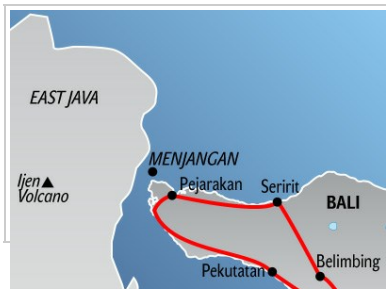 EAST JAVA
MENJANGAN
Ijen
Volcano
Pejarakan
Seririt
BALI
Pekutatan
Belimbing